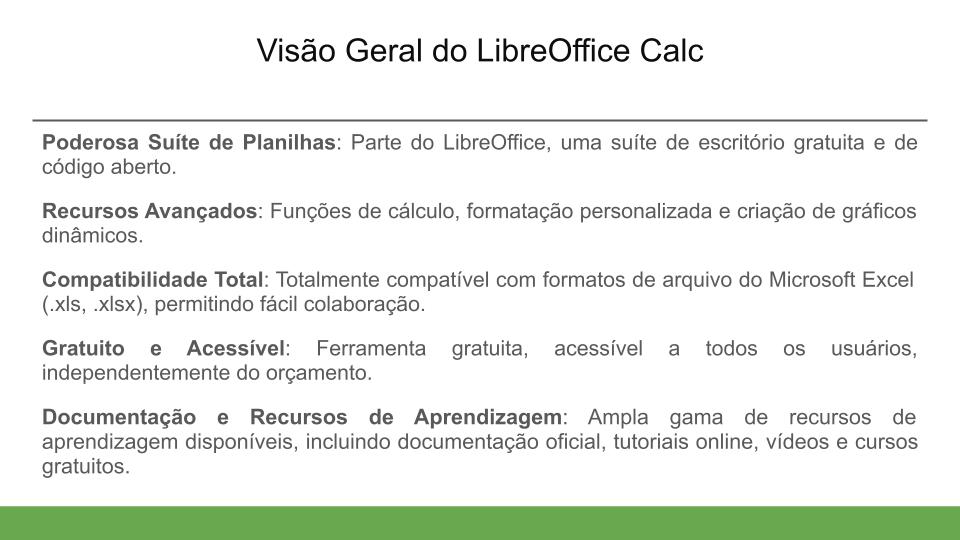 Visão Geral do LibreOffice Calc
Poderosa Suíte de Planilhas: Parte do LibreOffice, uma suíte de escritório gratuita e de
código aberto.
Recursos Avançados: Funções de cálculo, formatação personalizada e criação de gráficos
dinâmicos.
Compatibilidade Total: Totalmente compatível com formatos de arquivo do Microsoft Excel
(.xls, .xlsx), permitindo fácil colaboração.
Gratuito e Acessível: Ferramenta gratuita, acessível a todos os usuários,
independentemente do orçamento.
Documentação e Recursos de Aprendizagem: Ampla gama de recursos de
aprendizagem disponíveis, incluindo documentação oficial, tutoriais online, vídeos e cursos
gratuitos.